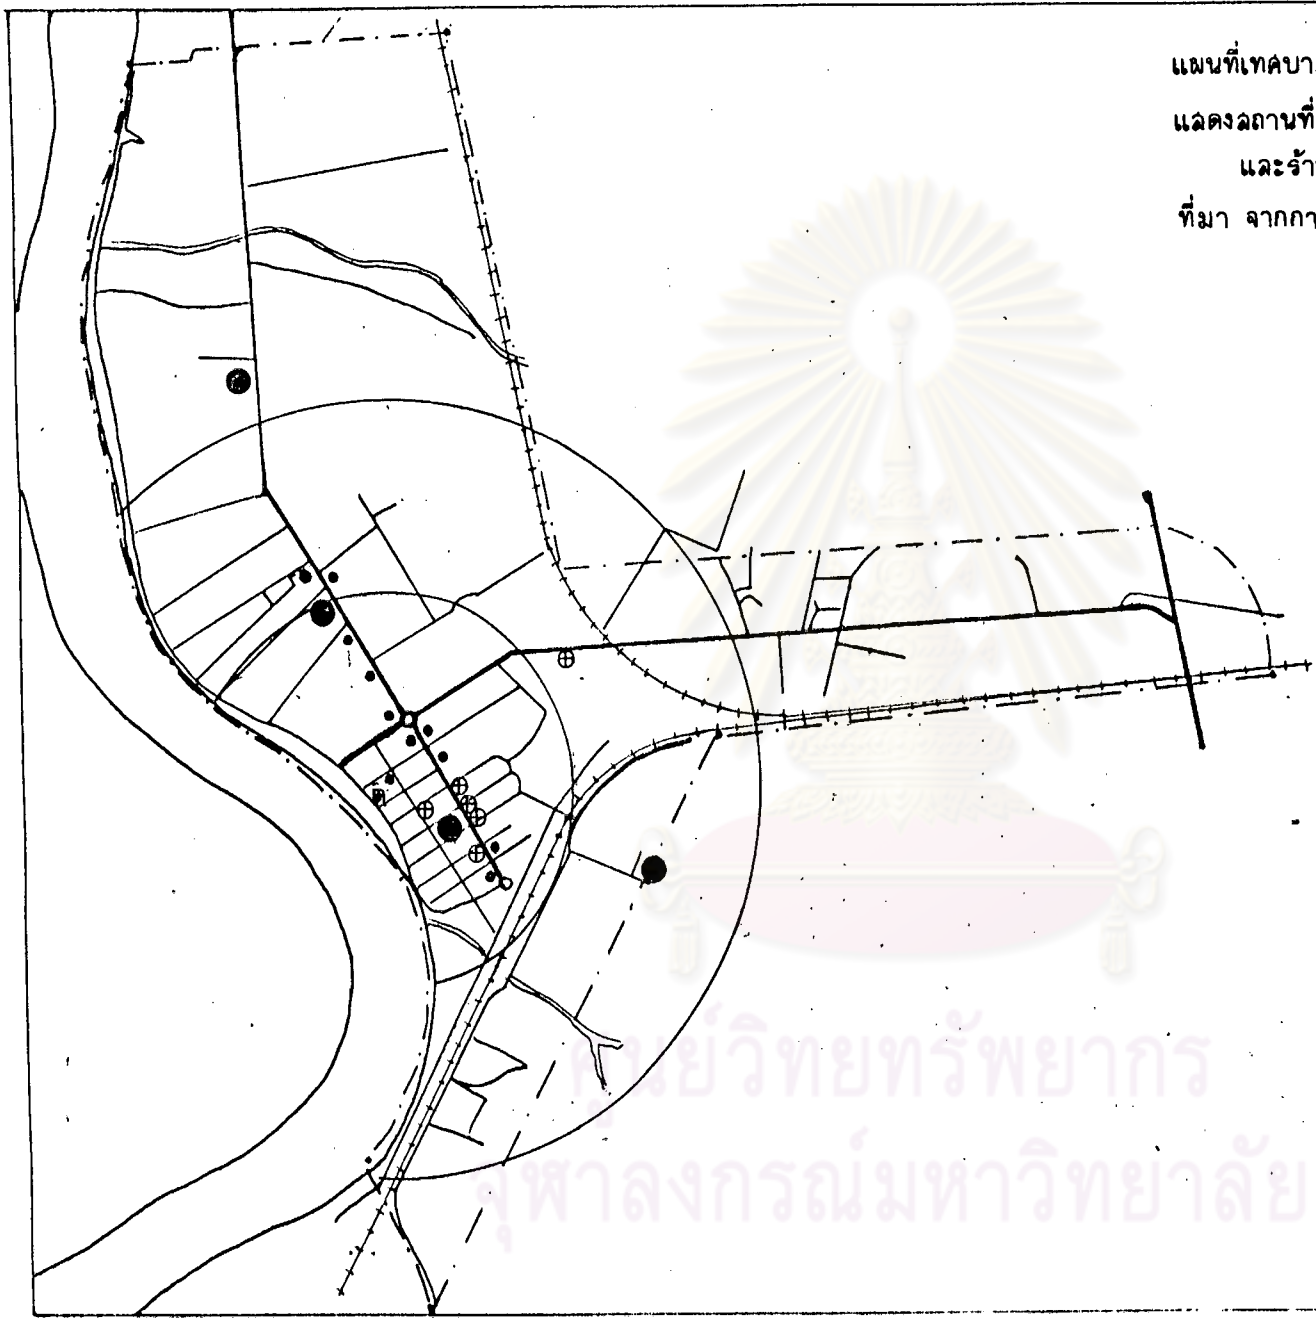 แผนที่เทศบา
แสดงสถานที่
และร้า
ที่มา จากกา
ต
ศูนย์วิทยทรัพยากร
จุฬาลงกรณ์มหาวิทยาลัย